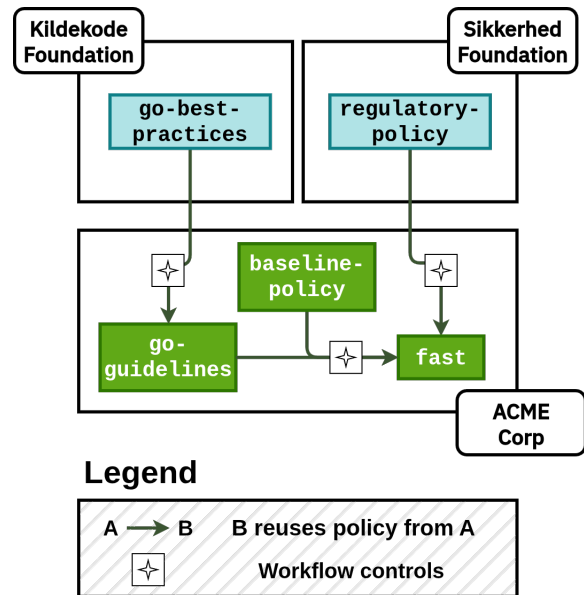 Kildekode
Foundation
Sikkerhed
Foundation
go-best-
practices
regulatory-
policy
baseline-
policy
go-
guidelines
fast
ACME
Corp
Legend
A B B reuses policy from A
Workflow controls